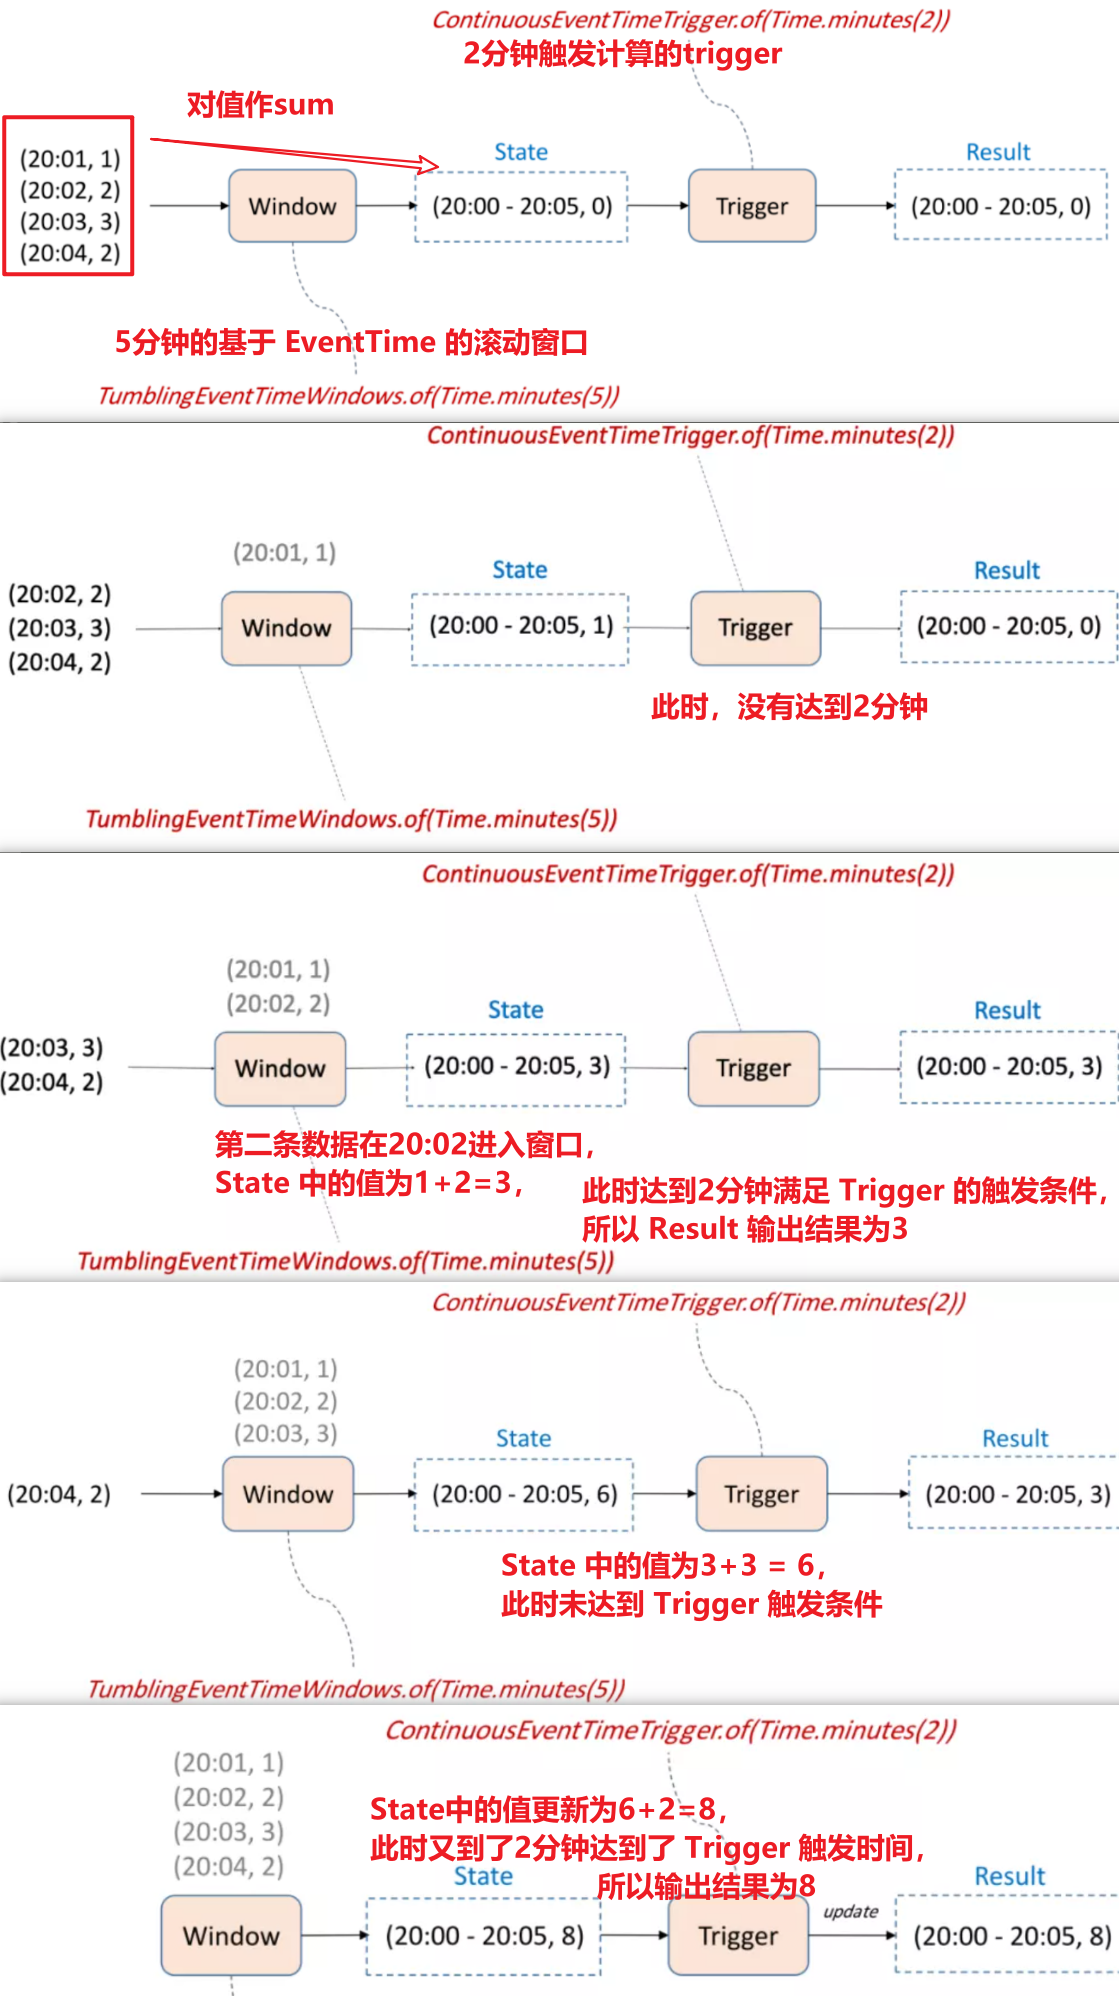 ContinuousEventTimeTrigger.of(Time.minutes(2))
2分钟触发计算的trigger
对值作sum
(20:01, 1)
(20:02, 2)
(20:03, 3)
(20:04, 2)
Window
State
(20:00 - 20:05, 0)
Trigger
Result
(20:00 - 20:05, 0)
5分钟的基于 EventTime 的滚动窗口
TumblingEventTimeWindows.of(Time.minutes(5))
ContinuousEventTimeTrigger.of(Time.minutes(2))
(20:01, 1)
(20:02, 2)
(20:03, 3)
(20:04, 2)
Window
State
(20:00 - 20:05, 1)
Trigger
Result
(20:00 - 20:05, 0)
此时，没有达到2分钟
TumblingEventTimeWindows.of(Time.minutes(5))
ContinuousEventTimeTrigger.of(Time.minutes(2))
(20:01, 1)
(20:02, 2)
(20:03, 3)
(20:04, 2)
Window
State
(20:00 - 20:05, 3)
Trigger
Result
(20:00 - 20:05, 3)
第二条数据在20:02进入窗口，
State 中的值为1+2=3，
此时达到2分钟满足 Trigger 的触发条件，
所以 Result 输出结果为3
TumblingEventTimeWindows.of(Time.minutes(5))
ContinuousEventTimeTrigger.of(Time.minutes(2))
(20:01, 1)
(20:02, 2)
(20:03, 3)
(20:04, 2)
Window
State
(20:00 - 20:05, 6)
Trigger
Result
(20:00 - 20:05, 3)
State 中的值为3+3 = 6，
此时未达到 Trigger 触发条件
TumblingEventTimeWindows.of(Time.minutes(5))
ContinuousEventTimeTrigger.of(Time.minutes(2))
(20:01, 1)
(20:02, 2)
(20:03, 3)
(20:04, 2)
State中的值更新为6+2=8，
此时又到了2分钟达到了 Trigger 触发时间，
所以输出结果为8
Window
State
(20:00 - 20:05, 8)
Trigger
update
Result
(20:00 - 20:05, 8)